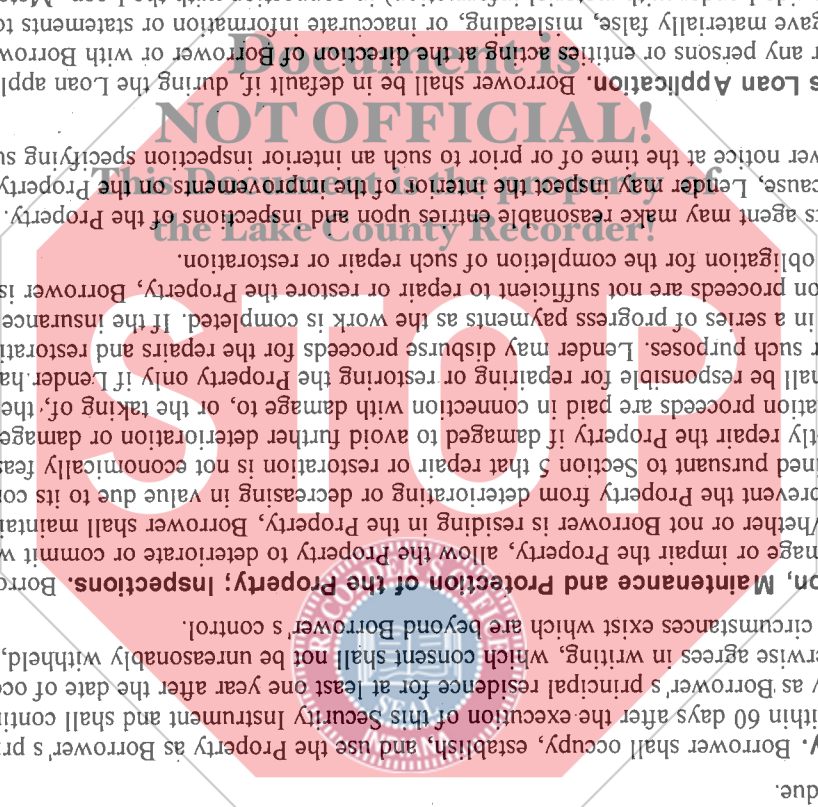 due.
y. Borrower shall occupy, establish, and use the Property as Borrower's pr
ithin 60 days after the execution of this Security Instrument and shall contin
y as Borrower's principal residence for at least one year after the date of occ
erwise agrees in writing, which consent shall not be unreasonably withheld,
circumstances exist which are beyond Borrower's control.
on, Maintenance and Protection of the Property; Inspections. Borro
mage or impair the Property, allow the Property to deteriorate or commit w
Whether or not Borrower is residing in the Property, Borrower shall maintain
prevent the Property from deteriorating or decreasing in value due to its co
ined pursuant to Section 5 that repair or restoration is not economically feas
tly repair the Property if damaged to avoid further deterioration or damage
ation proceeds are paid in connection with damage to, or the taking of, the
hall be responsible for repairing or restoring the Property only if Lender ha
r such purposes. Lender may disburse proceeds for the repairs and restorati
in a series of progress payments as the work is completed. If the insurance
on proceeds are not sufficient to repair or restore the Property, Borrower is
obligation for the completion of such repair or restoration.
ts agent may make reasonable entries upon and inspections of the Property.
cause, Lender may inspect the interior of the improvements on the Property
wer notice at the time of or prior to such an interior inspection specifying su
s Loan Application. Borrower shall be in default if, during the Loan appl
r any persons or entities acting at the direction of Borrower or with Borrow
gave materially false, misleading, or inaccurate information or statements to
Document is
NOT OFFICIAL!
This Document is the property of
the Lake County Recorder!
STOP
RECORDER'S
SEAL